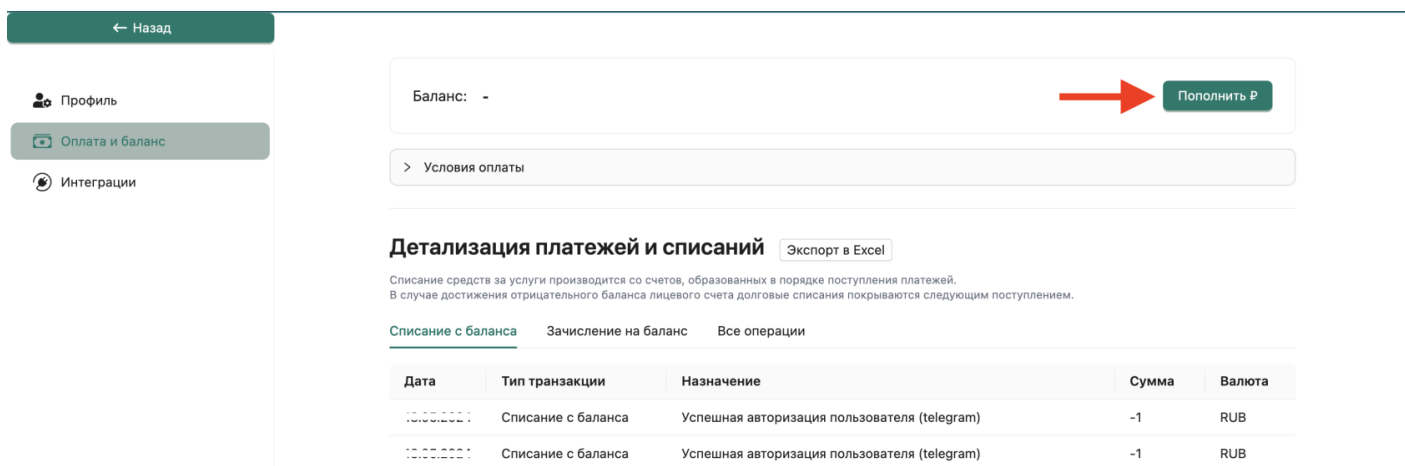 ← Назад
Профиль
Оплата и баланс
Интеграции
Баланс: -
Пополнить ₽
> Условия оплаты
Детализация платежей и списаний
Экспорт в Excel
Списание средств за услуги производится со счетов, образованных в порядке поступления платежей.
В случае достижения отрицательного баланса лицевого счета долговые списания покрываются следующим поступлением.
Списание с баланса Зачисление на баланс Все операции
Дата Тип транзакции Назначение Сумма Валюта
Списание с баланса Успешная авторизация пользователя (telegram) -1 RUB
Списание с баланса Успешная авторизация пользователя (telegram) -1 RUB